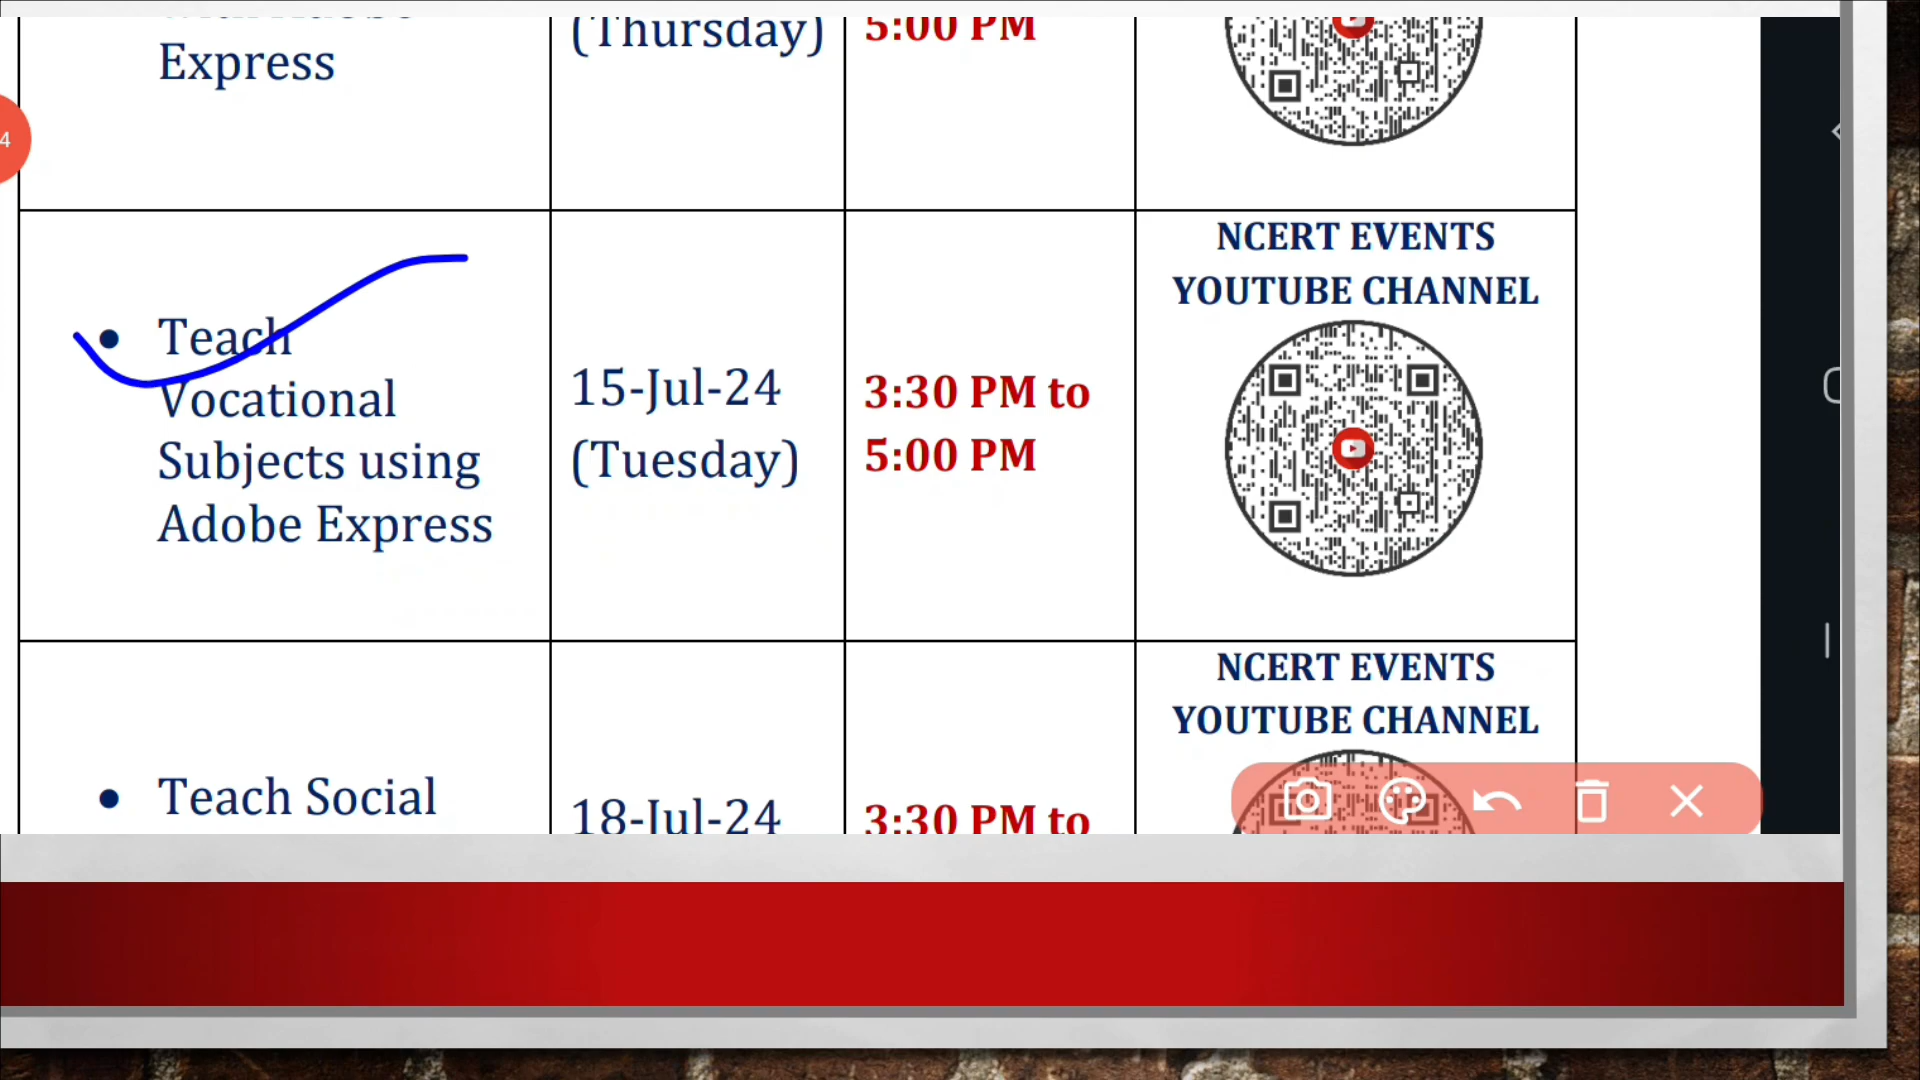 Express
(Thursday)
5:00 PM
4
• Teach
Vocational
Subjects using
Adobe Express
15-Jul-24
(Tuesday)
3:30 PM to
5:00 PM
NCERT EVENTS
YOUTUBE CHANNEL
• Teach Social
18-Jul-24
3:30 PM to
NCERT EVENTS
YOUTUBE CHANNEL